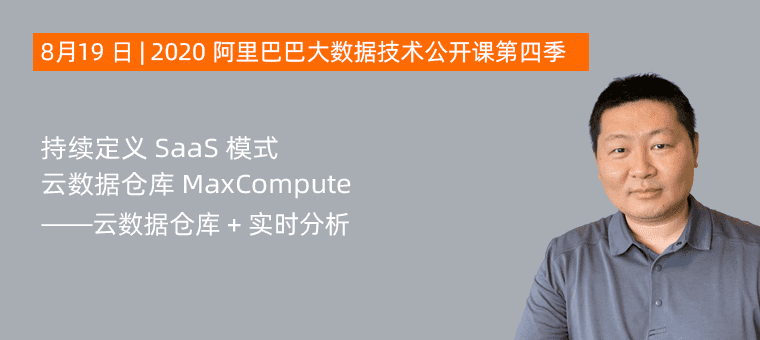 8月19 日 | 2020 阿里巴巴大数据技术公开课第四季
持续定义 SaaS 模式
云数据仓库 MaxCompute
——云数据仓库 + 实时分析